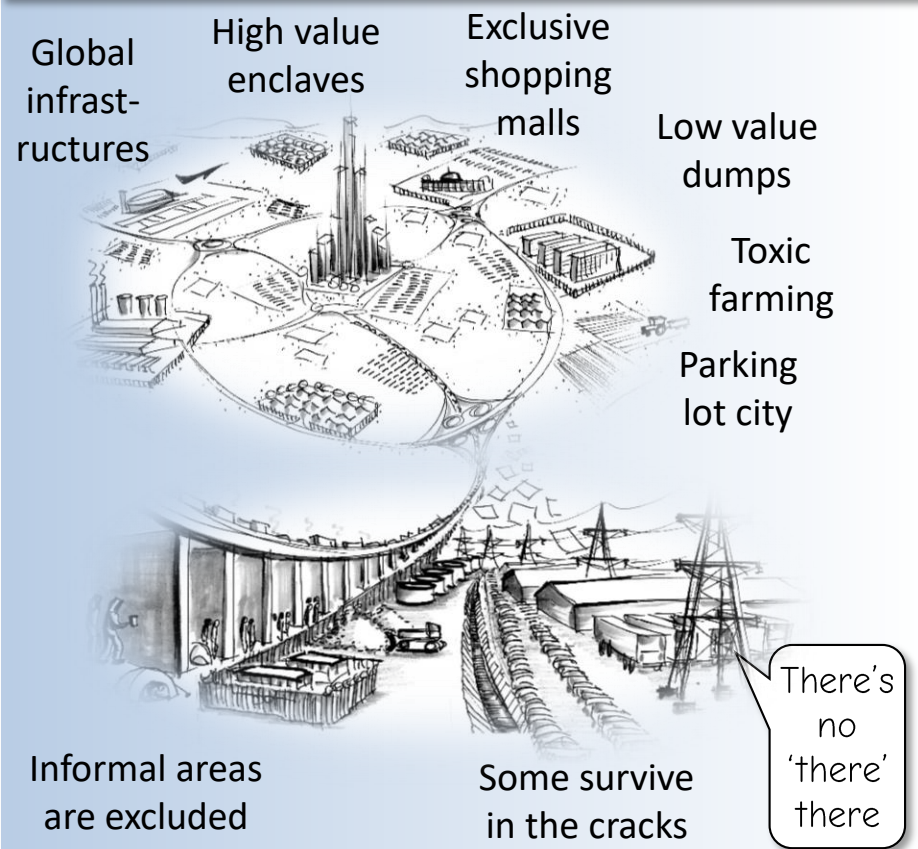 Global
infrast-
ructures
High value
enclaves
Exclusive
shopping
malls
Low value
dumps
Toxic
farming
Parking
lot city
There's
no
'there'
there
Informal areas
are excluded
Some survive
in the cracks